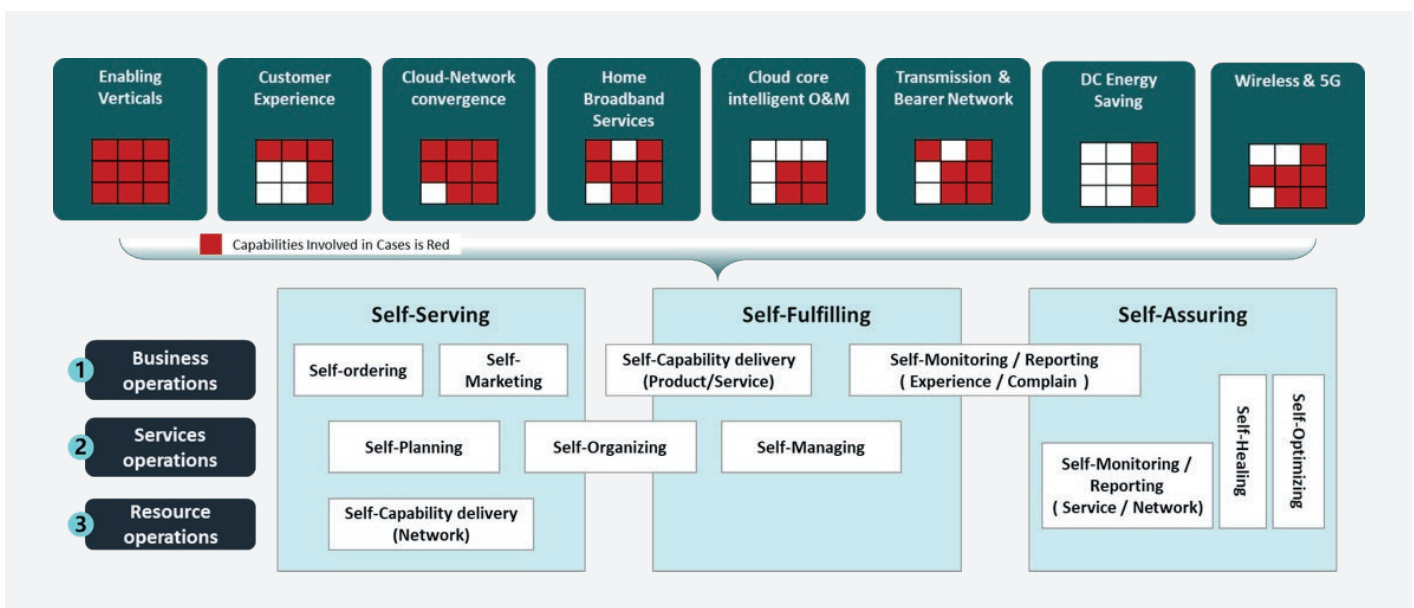 Enabling
Verticals
Customer
Experience
Cloud-Network
convergence
Home
Broadband
Services
Cloud core
intelligent O&M
Transmission &
Bearer Network
DC Energy
Saving
Wireless & 5G
Capabilities Involved in Cases is Red
Self-Serving
Self-Fulfilling
Self-Assuring
1
Business
operations
Self-ordering
Self-
Marketing
Self-Capability delivery
(Product/Service)
Self-Monitoring / Reporting
( Experience / Complain )
2
Services
operations
Self-Planning
Self-Organizing
Self-Managing
Self-Monitoring /
Reporting
( Service / Network)
Self-Healing
Self-Optimizing
3
Resource
operations
Self-Capability delivery
(Network)